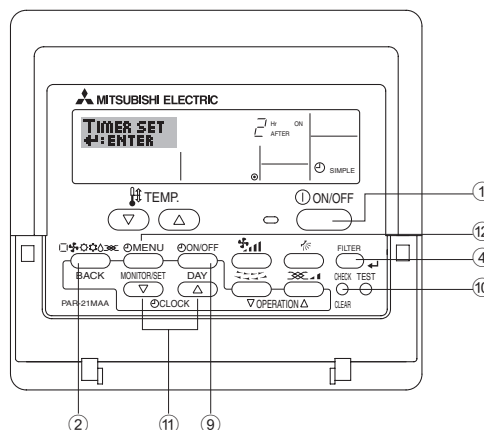 MITSUBISHI ELECTRIC
TIMER SET
↵:ENTER
2 Hr ON
AFTER
SIMPLE
TEMP.
ON/OFF
MENU
ON/OFF
FILTER
BACK
MONITOR/SET
DAY
CHECK TEST
PAR-21MAA
CLOCK
▽OPERATION△
CLEAR
1
12
4
10
2
11
9